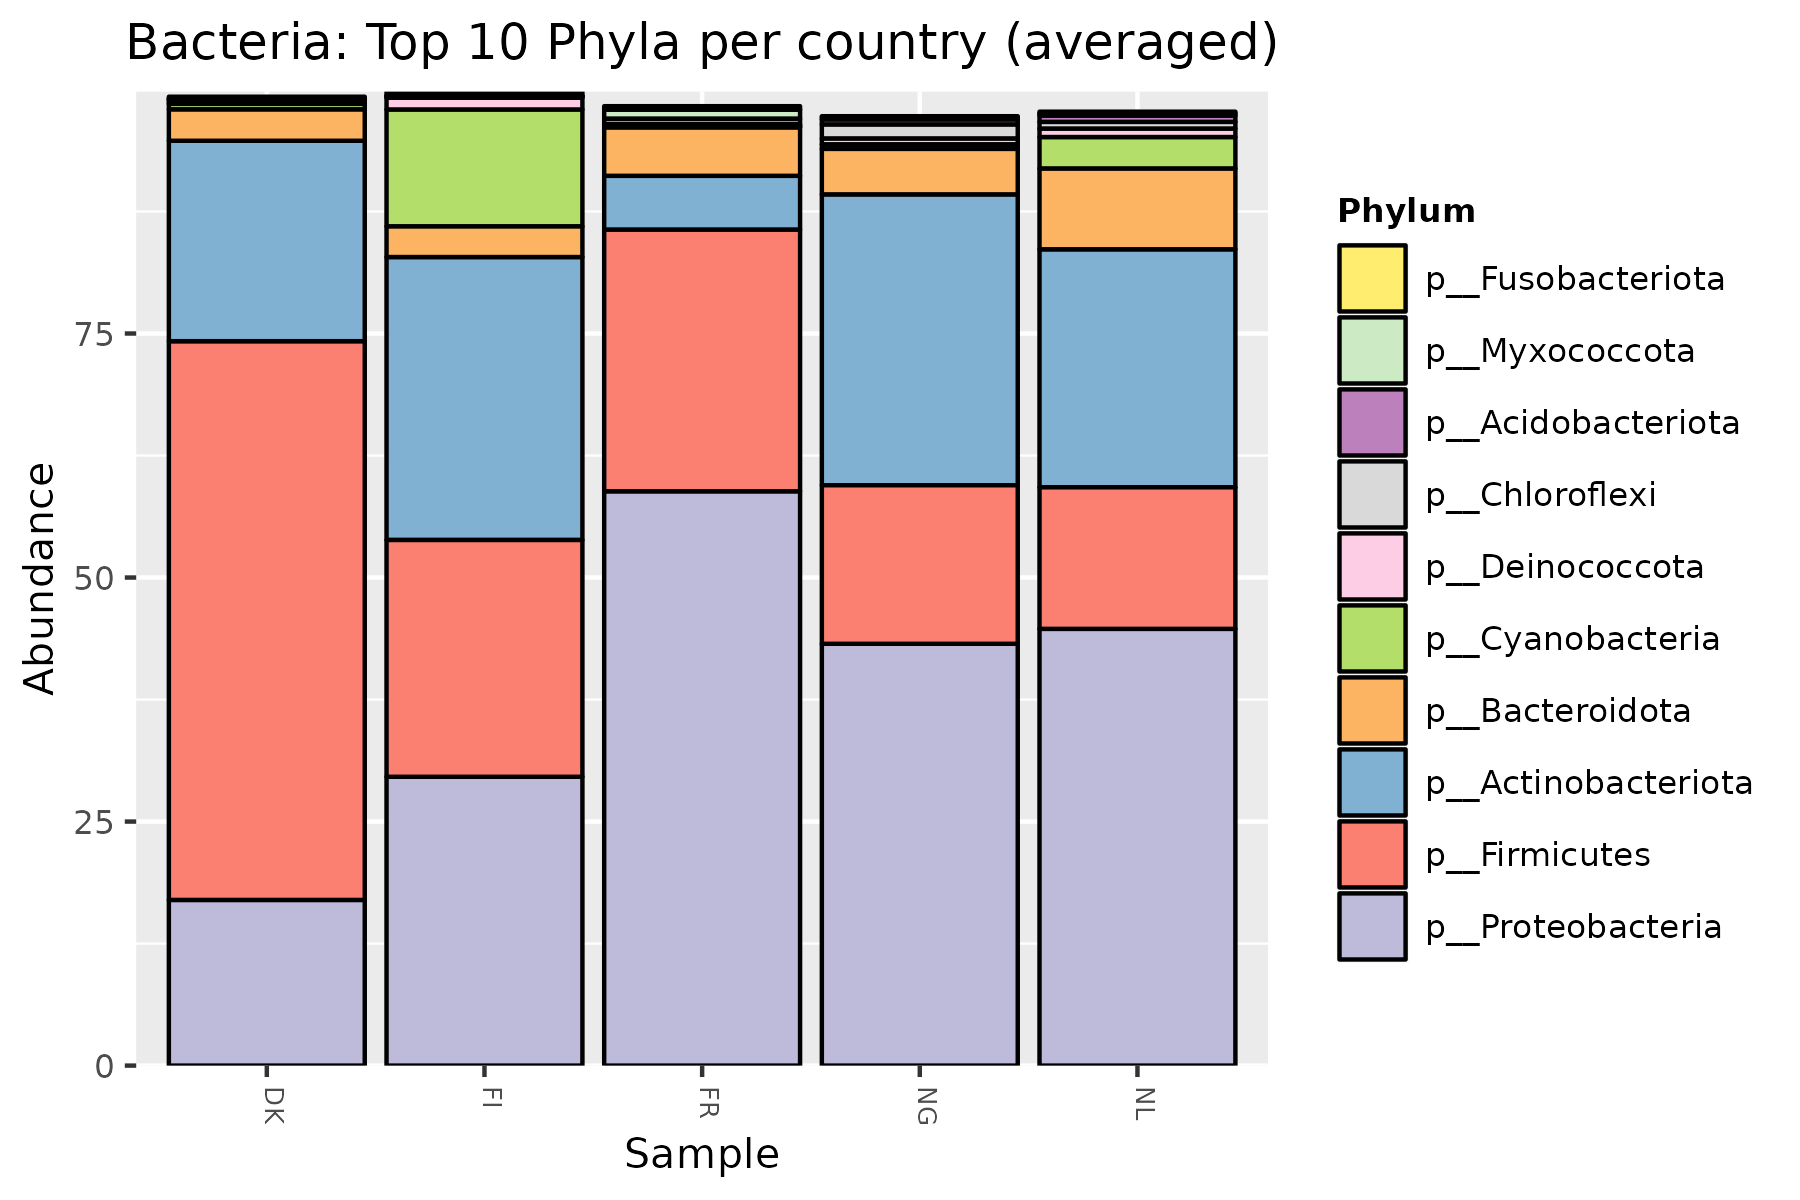 Bacteria: Top 10 Phyla per country (averaged)
Abundance
75
50
25
0
DK
FI
FR
NG
NL
Sample
Phylum
p__Fusobacteriota
p__Myxococcota
p__Acidobacteriota
p__Chloroflexi
p__Deinococcota
p__Cyanobacteria
p__Bacteroidota
p__Actinobacteriota
p__Firmicutes
p__Proteobacteria